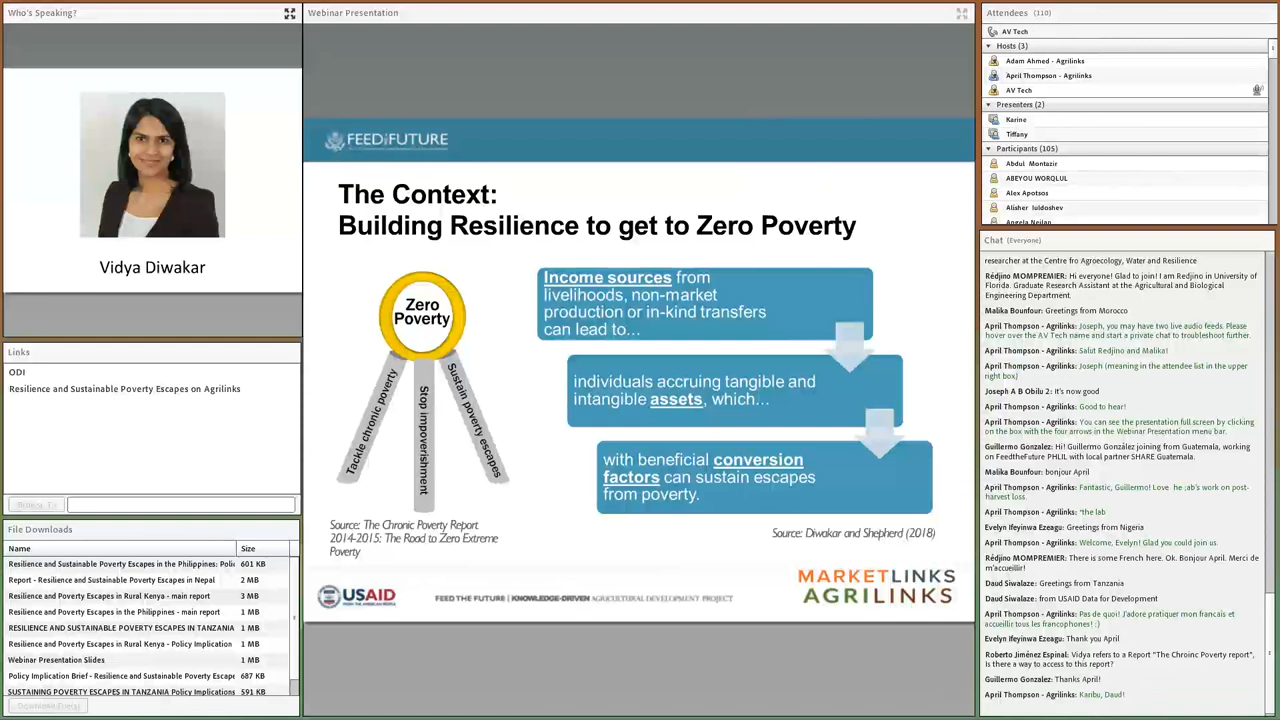 Who's Speaking?
Vidya Diwakar
Links
ODI
Resilience and Sustainable Poverty Escapes on Agrilinks
File Downloads
Name Size
Resilience and Sustainable Poverty Escapes in the Philippines: Polic 601 KB
Report - Resilience and Sustainable Poverty Escapes in Nepal 2 MB
Resilience and Poverty Escapes in Rural Kenya - main report 3 MB
Resilience and Poverty Escapes in the Philippines - main report 1 MB
RESILIENCE AND SUSTAINABLE POVERTY ESCAPES IN TANZANIA 1 MB
Resilience and Poverty Escapes in Rural Kenya - Policy Implication 1 MB
Webinar Presentation Slides 1 MB
Policy Implication Brief - Resilience and Sustainable Poverty Escape 687 KB
SUSTAINING POVERTY ESCAPES IN TANZANIA Policy Implications 591 KB
Webinar Presentation
FEED FUTURE
The Context:
Building Resilience to get to Zero Poverty
Zero
Poverty
Tackle chronic poverty
Stop impoverishment
Sustain poverty escapes
Source: The Chronic Poverty Report
2014-2015: The Road to Zero Extreme
Poverty
Income sources from
livelihoods, non-market
production or in-kind transfers
can lead to...
individuals accruing tangible and
intangible assets, which...
with beneficial conversion
factors can sustain escapes
from poverty.
Source: Diwakar and Shepherd (2018)
USAID
FROM THE AMERICAN PEOPLE
FEED THE FUTURE | KNOWLEDGE-DRIVEN AGRICULTURAL DEVELOPMENT PROJECT
MARKETLINKS
AGRILINKS
Attendees (110)
AV Tech
Hosts (3)
Adam Ahmed - Agrilinks
April Thompson - Agrilinks
AV Tech
Presenters (2)
Karine
Tiffany
Participants (105)
Abdul Montazir
ABEYOU WORQLUL
Alex Apotsos
Alisher Iuldoshev
Angela Neilan
Chat (Everyone)
researcher at the Centre fro Agroecology, Water and Resilience
Rédjino MOMPREMIER: Hi everyone! Glad to join! I am Redjino in University of
Florida. Graduate Research Assistant at the Agricultural and Biological
Engineering Department.
Malika Bounfour: Greetings from Morocco
April Thompson - Agrilinks: Joseph, you may have two live audio feeds. Please
hover over the AV Tech name and start a private chat to troubleshoot further.
April Thompson - Agrilinks: Salut Redjino and Malika!
April Thompson - Agrilinks: Joseph (meaning in the attendee list in the upper
right box)
Joseph A B Obilu 2: It's now good
April Thompson - Agrilinks: Good to hear!
April Thompson - Agrilinks: You can see the presentation full screen by clicking
on the box with the four arrows in the Webinar Presentation menu bar.
Guillermo Gonzalez: Hi! Guillermo González joining from Guatemala, working
on FeedtheFuture PHLIL with local partner SHARE Guatemala.
Malika Bounfour: bonjour April
April Thompson - Agrilinks: Fantastic, Guillermo! Love he ;ab's work on post-
harvest loss.
April Thompson - Agrilinks: *the lab
Evelyn Ifeyinwa Ezeagu: Greetings from Nigeria
April Thompson - Agrilinks: Welcome, Evelyn! Glad you could join us.
Rédjino MOMPREMIER: There is some French here. Ok. Bonjour April. Merci de
m'accueillir!
Daud Siwalaze: Greetings from Tanzania
Daud Siwalaze: from USAID Data for Development
April Thompson - Agrilinks: Pas de quoi! J'adore pratiquer mon francais et
accueillir tous les francophones! :)
Evelyn Ifeyinwa Ezeagu: Thank you April
Roberto Jiménez Espinal: Vidya refers to a Report "The Chroinc Poverty report",
Is there a way to access to this report?
Guillermo Gonzalez: Thanks April!
April Thompson - Agrilinks: Karibu, Daud!